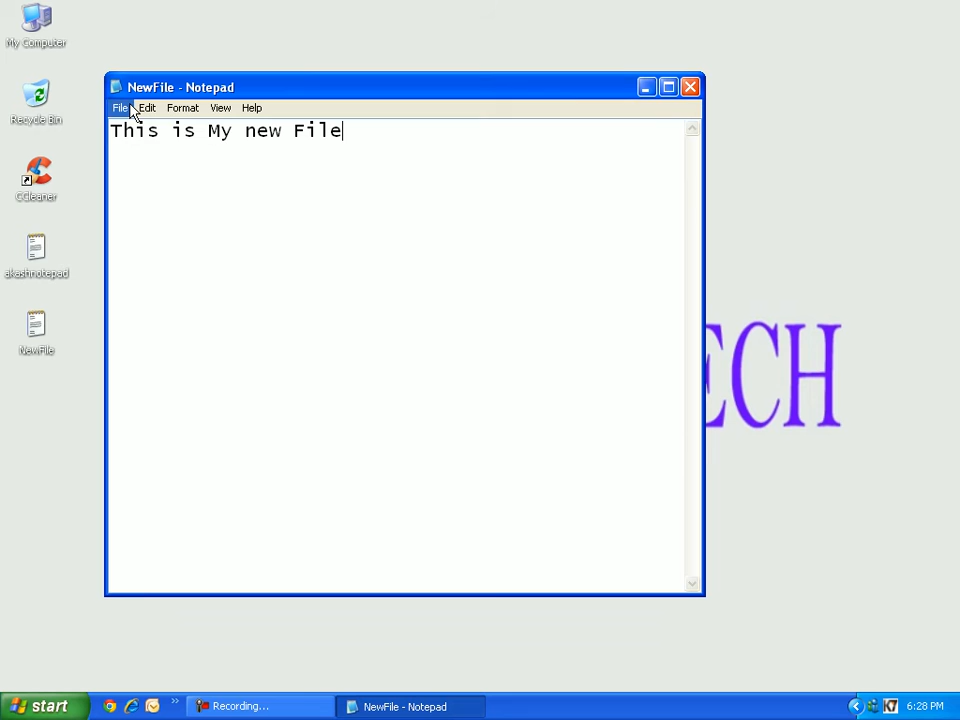 My Computer
Recycle Bin
CCleaner
akashnotepad
NewFile
NewFile - Notepad
File Edit Format View Help
This is My new File
ECH
start
Recording...
NewFile - Notepad
K7
6:28 PM